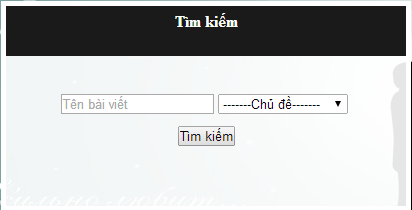 Tìm kiếm
Tên bài viết -------Chủ đề-------
Tìm kiếm